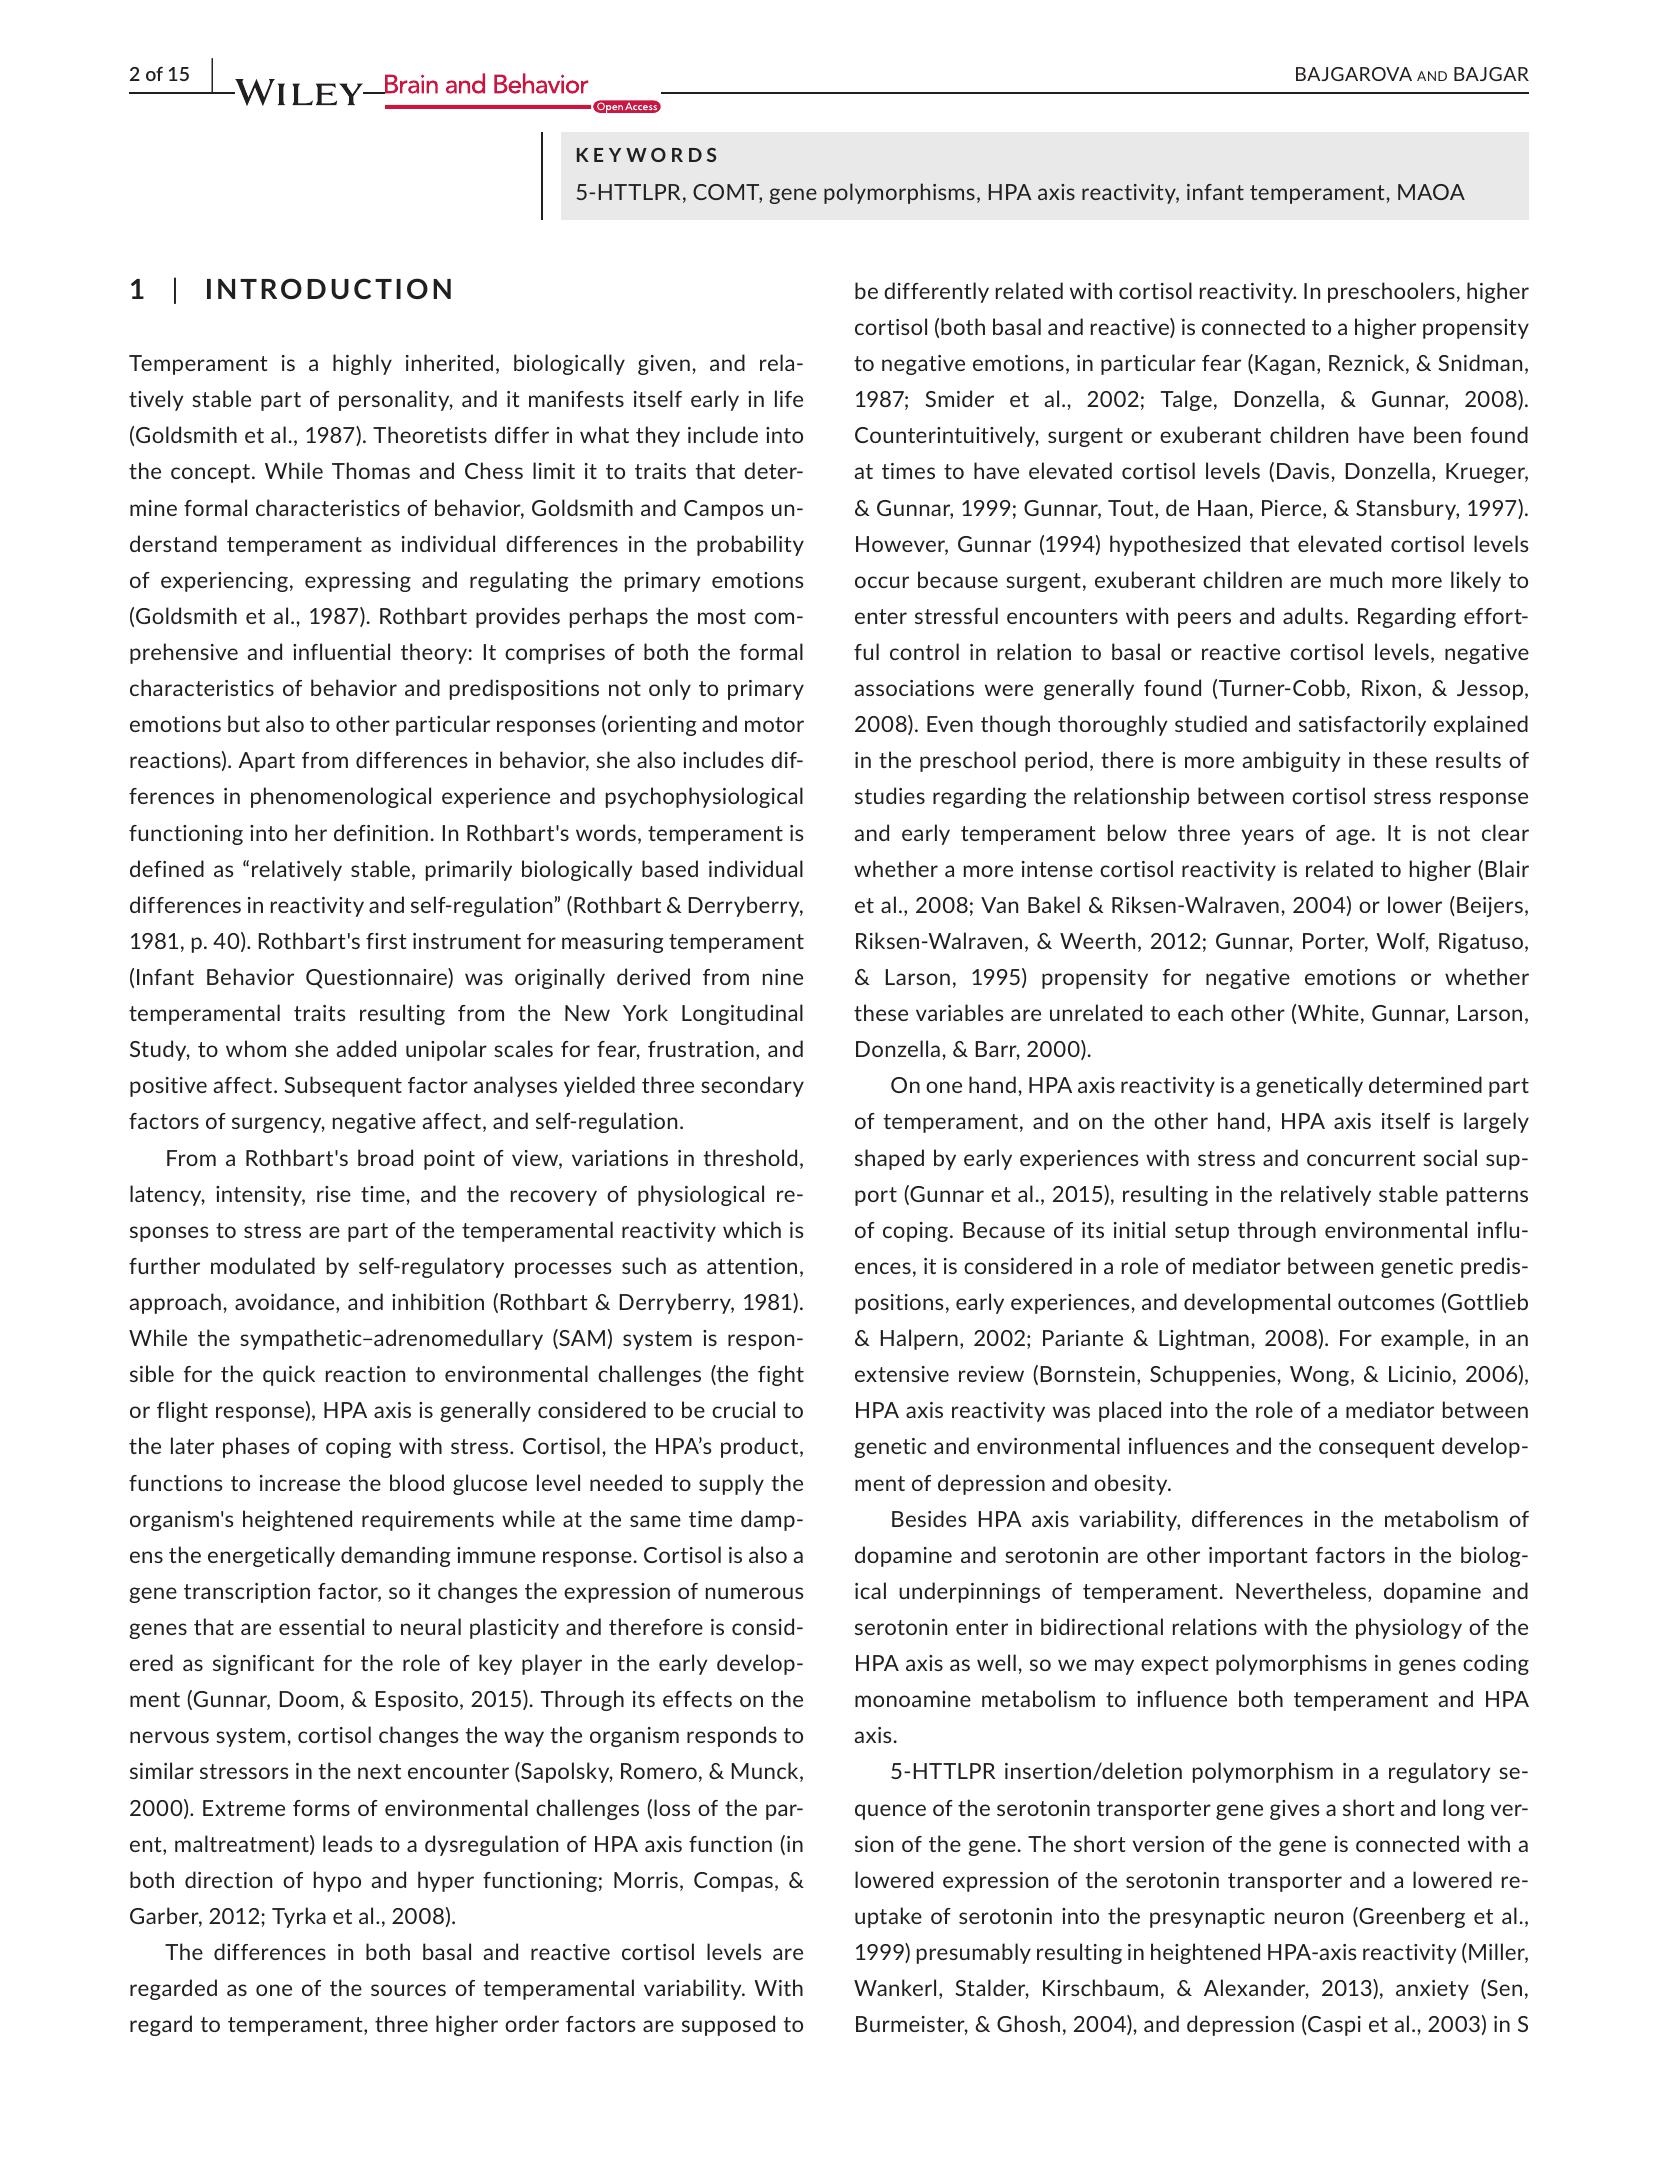 2 of 15
WILEY
Brain and Behavior
Open Access
BAJGAROVA AND BAJGAR
KEYWORDS
5-HTTLPR, COMT, gene polymorphisms, HPA axis reactivity, infant temperament, MAOA
1 | INTRODUCTION
Temperament is a highly inherited, biologically given, and rela-
tively stable part of personality, and it manifests itself early in life
(Goldsmith et al., 1987). Theoretists differ in what they include into
the concept. While Thomas and Chess limit it to traits that deter-
mine formal characteristics of behavior, Goldsmith and Campos un-
derstand temperament as individual differences in the probability
of experiencing, expressing and regulating the primary emotions
(Goldsmith et al., 1987). Rothbart provides perhaps the most com-
prehensive and influential theory: It comprises of both the formal
characteristics of behavior and predispositions not only to primary
emotions but also to other particular responses (orienting and motor
reactions). Apart from differences in behavior, she also includes dif-
ferences in phenomenological experience and psychophysiological
functioning into her definition. In Rothbart's words, temperament is
defined as “relatively stable, primarily biologically based individual
differences in reactivity and self-regulation” (Rothbart & Derryberry,
1981, p. 40). Rothbart's first instrument for measuring temperament
(Infant Behavior Questionnaire) was originally derived from nine
temperamental traits resulting from the New York Longitudinal
Study, to whom she added unipolar scales for fear, frustration, and
positive affect. Subsequent factor analyses yielded three secondary
factors of surgency, negative affect, and self-regulation.
From a Rothbart's broad point of view, variations in threshold,
latency, intensity, rise time, and the recovery of physiological re-
sponses to stress are part of the temperamental reactivity which is
further modulated by self-regulatory processes such as attention,
approach, avoidance, and inhibition (Rothbart & Derryberry, 1981).
While the sympathetic–adrenomedullary (SAM) system is respon-
sible for the quick reaction to environmental challenges (the fight
or flight response), HPA axis is generally considered to be crucial to
the later phases of coping with stress. Cortisol, the HPA’s product,
functions to increase the blood glucose level needed to supply the
organism's heightened requirements while at the same time damp-
ens the energetically demanding immune response. Cortisol is also a
gene transcription factor, so it changes the expression of numerous
genes that are essential to neural plasticity and therefore is consid-
ered as significant for the role of key player in the early develop-
ment (Gunnar, Doom, & Esposito, 2015). Through its effects on the
nervous system, cortisol changes the way the organism responds to
similar stressors in the next encounter (Sapolsky, Romero, & Munck,
2000). Extreme forms of environmental challenges (loss of the par-
ent, maltreatment) leads to a dysregulation of HPA axis function (in
both direction of hypo and hyper functioning; Morris, Compas, &
Garber, 2012; Tyrka et al., 2008).
The differences in both basal and reactive cortisol levels are
regarded as one of the sources of temperamental variability. With
regard to temperament, three higher order factors are supposed to
be differently related with cortisol reactivity. In preschoolers, higher
cortisol (both basal and reactive) is connected to a higher propensity
to negative emotions, in particular fear (Kagan, Reznick, & Snidman,
1987; Smider et al., 2002; Talge, Donzella, & Gunnar, 2008).
Counterintuitively, surgent or exuberant children have been found
at times to have elevated cortisol levels (Davis, Donzella, Krueger,
& Gunnar, 1999; Gunnar, Tout, de Haan, Pierce, & Stansbury, 1997).
However, Gunnar (1994) hypothesized that elevated cortisol levels
occur because surgent, exuberant children are much more likely to
enter stressful encounters with peers and adults. Regarding effort-
ful control in relation to basal or reactive cortisol levels, negative
associations were generally found (Turner-Cobb, Rixon, & Jessop,
2008). Even though thoroughly studied and satisfactorily explained
in the preschool period, there is more ambiguity in these results of
studies regarding the relationship between cortisol stress response
and early temperament below three years of age. It is not clear
whether a more intense cortisol reactivity is related to higher (Blair
et al., 2008; Van Bakel & Riksen-Walraven, 2004) or lower (Beijers,
Riksen-Walraven, & Weerth, 2012; Gunnar, Porter, Wolf, Rigatuso,
& Larson, 1995) propensity for negative emotions or whether
these variables are unrelated to each other (White, Gunnar, Larson,
Donzella, & Barr, 2000).
On one hand, HPA axis reactivity is a genetically determined part
of temperament, and on the other hand, HPA axis itself is largely
shaped by early experiences with stress and concurrent social sup-
port (Gunnar et al., 2015), resulting in the relatively stable patterns
of coping. Because of its initial setup through environmental influ-
ences, it is considered in a role of mediator between genetic predis-
positions, early experiences, and developmental outcomes (Gottlieb
& Halpern, 2002; Pariante & Lightman, 2008). For example, in an
extensive review (Bornstein, Schuppenies, Wong, & Licinio, 2006),
HPA axis reactivity was placed into the role of a mediator between
genetic and environmental influences and the consequent develop-
ment of depression and obesity.
Besides HPA axis variability, differences in the metabolism of
dopamine and serotonin are other important factors in the biolog-
ical underpinnings of temperament. Nevertheless, dopamine and
serotonin enter in bidirectional relations with the physiology of the
HPA axis as well, so we may expect polymorphisms in genes coding
monoamine metabolism to influence both temperament and HPA
axis.
5-HTTLPR insertion/deletion polymorphism in a regulatory se-
quence of the serotonin transporter gene gives a short and long ver-
sion of the gene. The short version of the gene is connected with a
lowered expression of the serotonin transporter and a lowered re-
uptake of serotonin into the presynaptic neuron (Greenberg et al.,
1999) presumably resulting in heightened HPA-axis reactivity (Miller,
Wankerl, Stalder, Kirschbaum, & Alexander, 2013), anxiety (Sen,
Burmeister, & Ghosh, 2004), and depression (Caspi et al., 2003) in S